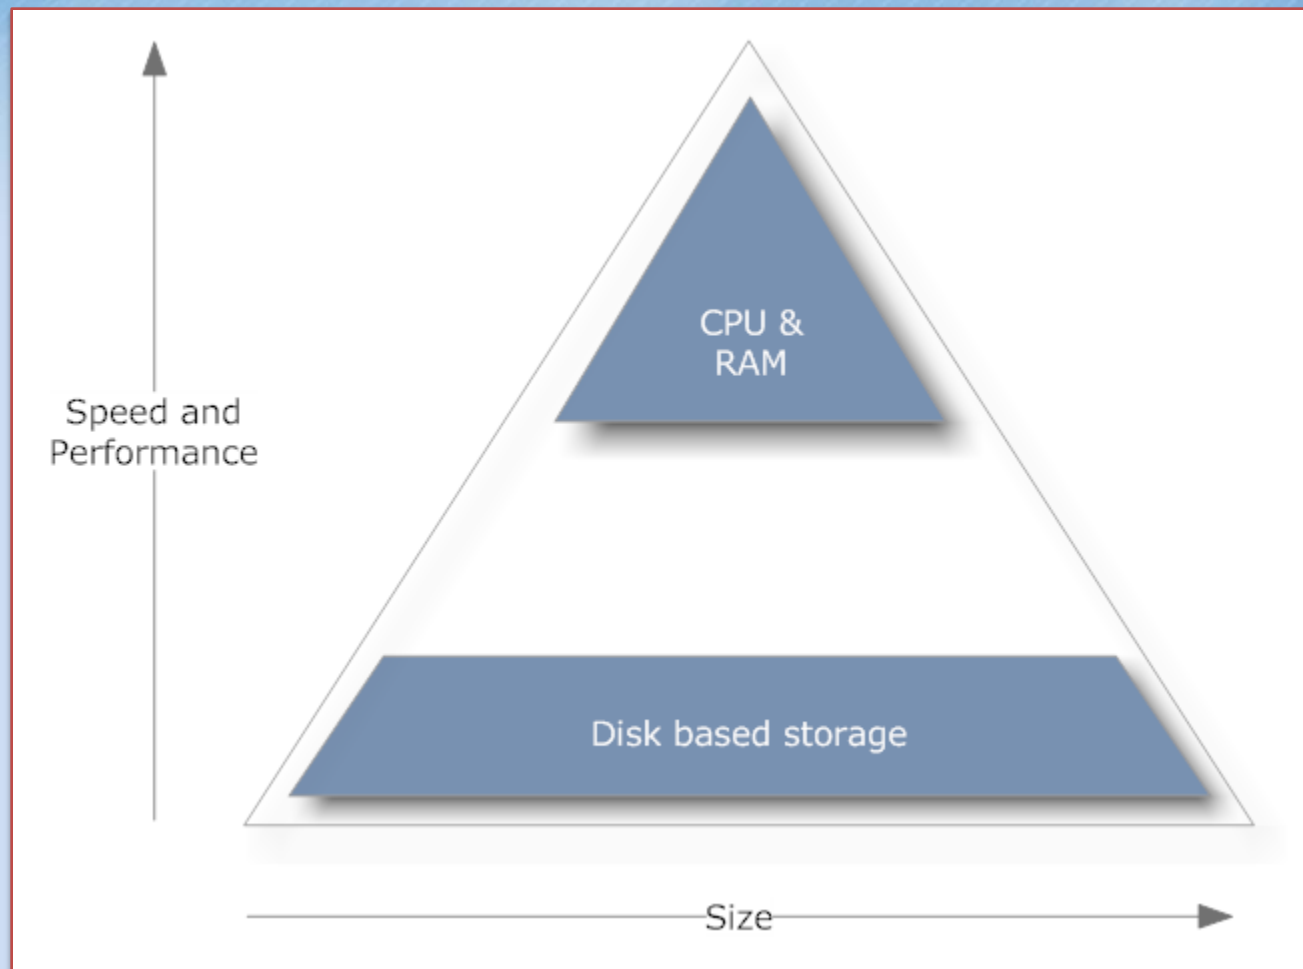 CPU &
RAM
Speed and
Performance
Disk based storage
Size